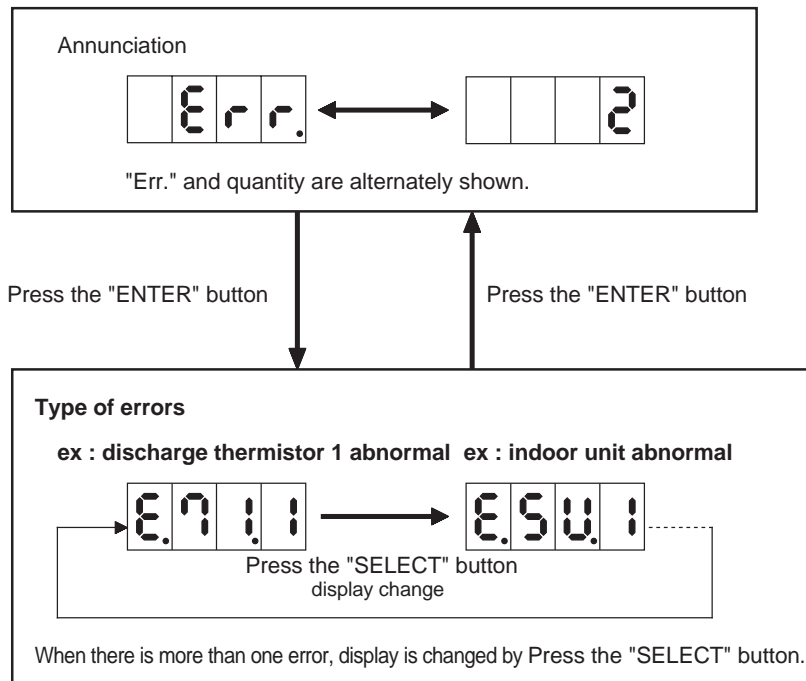 Annunciation
Err. 2
"Err." and quantity are alternately shown.
Press the "ENTER" button Press the "ENTER" button
Type of errors
ex : discharge thermistor 1 abnormal ex : indoor unit abnormal
E.71.1 E.5U.1
Press the "SELECT" button
display change
When there is more than one error, display is changed by Press the "SELECT" button.